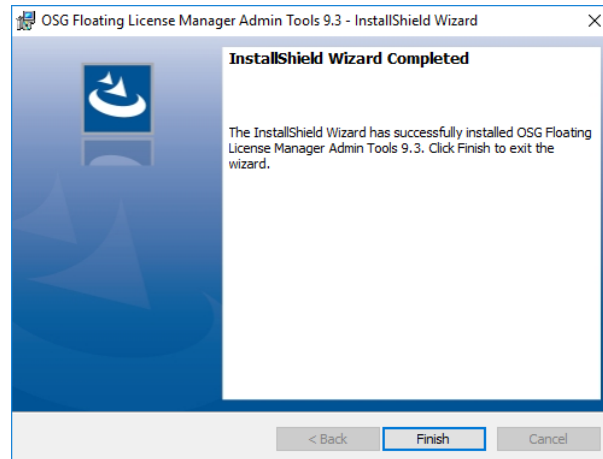 OSG Floating License Manager Admin Tools 9.3 - InstallShield Wizard
InstallShield Wizard Completed
The InstallShield Wizard has successfully installed OSG Floating
License Manager Admin Tools 9.3. Click Finish to exit the
wizard.
< Back Finish Cancel